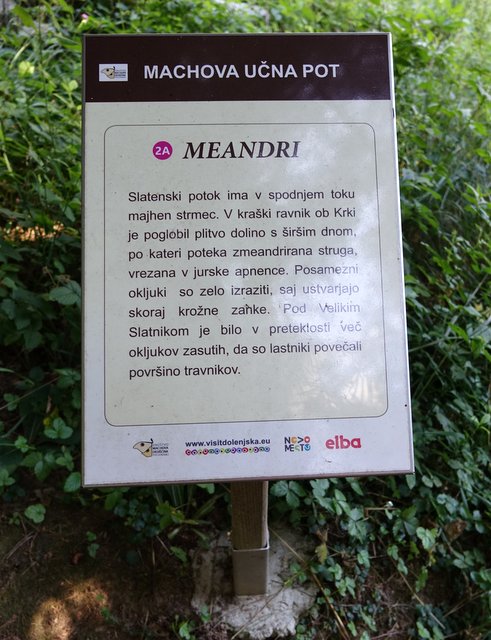 MACHOVA UČNA POT
2A MEANDRI
Slatenski potok ima v spodnjem toku
majhen strmec. V kraški ravnik ob Krki
je poglobil plitvo dolino s širšim dnom,
po kateri poteka zmeandrirana struga,
vrezana v jurske apnence. Posamezni
okljuki so zelo izraziti, saj ustvarjajo
skoraj krožne zanke. Pod Velikim
Slatnikom je bilo v pretektosti več
okljukov zasutih, da so lastniki povečali
površino travnikov.
www.visitdolenjska.eu
NOVO
MESTO
elba